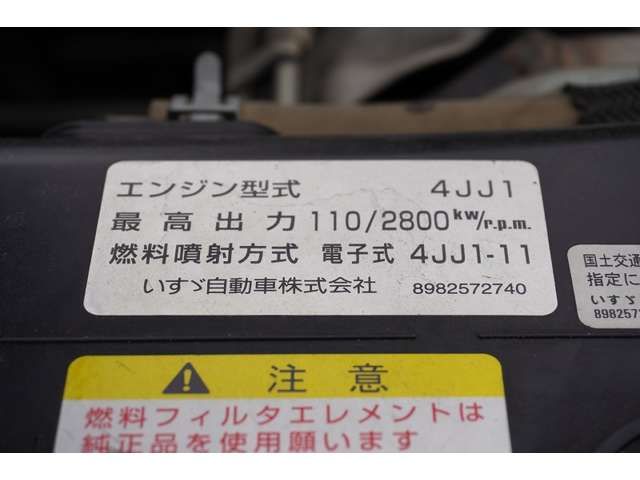 エンジン型式 4JJ1
最高出力 110/2800kw/r.p.m.
燃料噴射方式 電子式 4JJ1-11
いすゞ自動車株式会社 8982572740
国土交通
指定に
いすゞ
898257
⚠ 注意
燃料フィルタエレメントは
純正品を使用願います